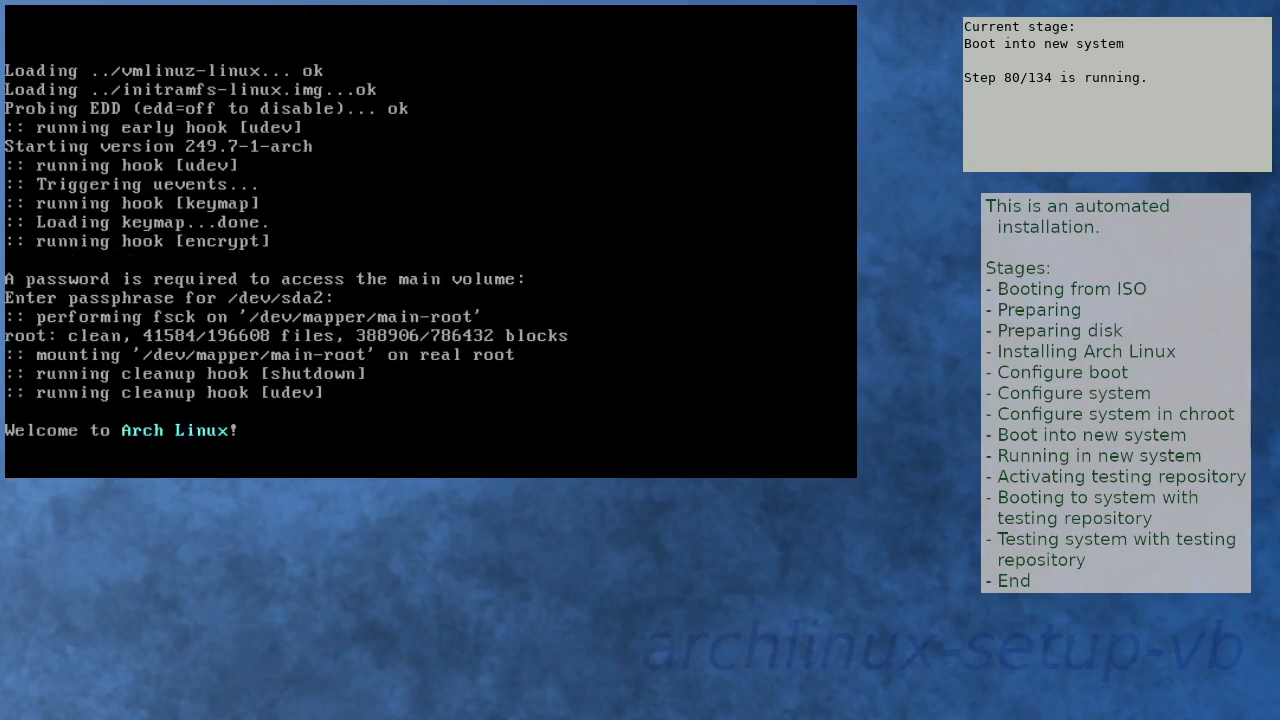 Loading ../vmlinuz-linux... ok
Loading ../initramfs-linux.img...ok
Probing EDD (edd=off to disable)... ok
:: running early hook [udev]
Starting version 249.7-1-arch
:: running hook [udev]
:: Triggering uevents...
:: running hook [keymap]
:: Loading keymap...done.
:: running hook [encrypt]
A password is required to access the main volume:
Enter passphrase for /dev/sda2:
:: performing fsck on '/dev/mapper/main-root'
root: clean, 41584/196608 files, 388906/786432 blocks
:: mounting '/dev/mapper/main-root' on real root
:: running cleanup hook [shutdown]
:: running cleanup hook [udev]
Welcome to Arch Linux!
Current stage:
Boot into new system
Step 80/134 is running.
This is an automated
installation.
Stages:
- Booting from ISO
- Preparing
- Preparing disk
- Installing Arch Linux
- Configure boot
- Configure system
- Configure system in chroot
- Boot into new system
- Running in new system
- Activating testing repository
- Booting to system with
testing repository
- Testing system with testing
repository
- End
archlinux-setup-vb